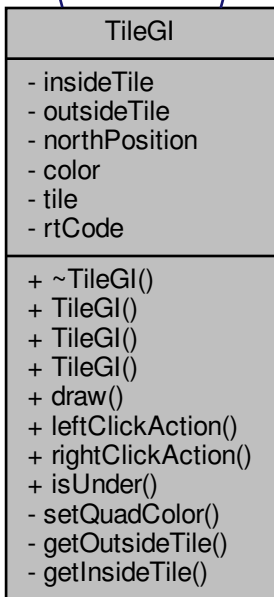 TileGI
- insideTile
- outsideTile
- northPosition
- color
- tile
- rtCode
+ ~TileGI()
+ TileGI()
+ TileGI()
+ TileGI()
+ draw()
+ leftClickAction()
+ rightClickAction()
+ isUnder()
- setQuadColor()
- getOutsideTile()
- getInsideTile()